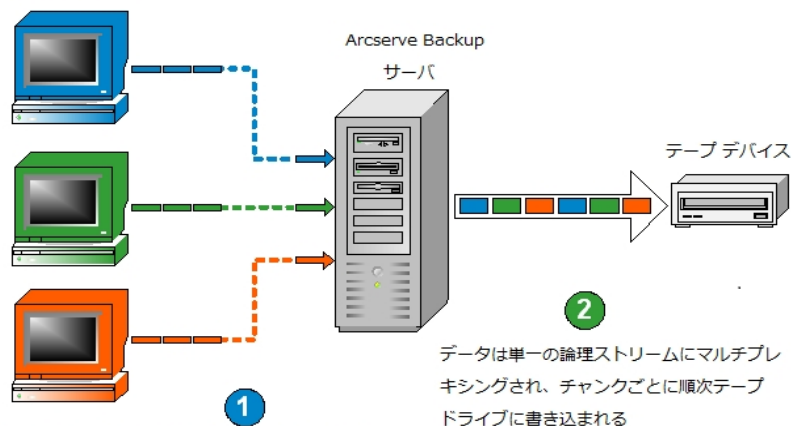 Arcserve Backup
サーバ
テープ デバイス
2
データは単一の論理ストリームにマルチプレ
キシングされ、チャンクごとに順次テープ
ドライブに書き込まれる
1